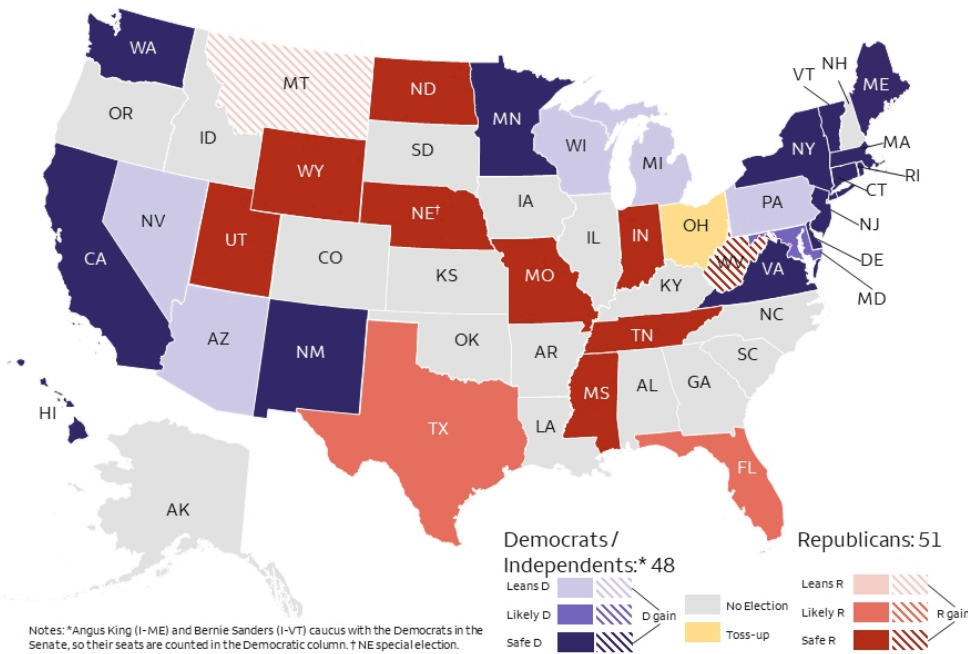 WA
OR
CA
NV
ID
MT
WY
UT
AZ
CO
NM
ND
SD
NE†
KS
OK
TX
MN
IA
MO
AR
LA
WI
IL
MI
IN
OH
KY
TN
MS
AL
GA
FL
SC
NC
WV
VA
PA
NY
VT
NH
ME
MA
RI
CT
NJ
DE
MD
HI
AK
Democrats /
Independents:* 48
Leans D
Likely D
Safe D
D gain
No Election
Toss-up
Republicans: 51
Leans R
Likely R
Safe R
R gain
Notes: *Angus King (I-ME) and Bernie Sanders (I-VT) caucus with the Democrats in the
Senate, so their seats are counted in the Democratic column. † NE special election.